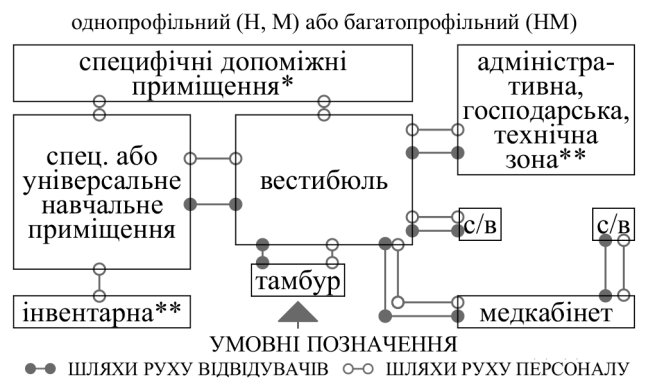 однопрофільний (Н, М) або багатопрофільний (НМ)
специфічні допоміжні
приміщення*
адміністра-
тивна,
господарська,
технічна
зона**
спец. або
універсальне
навчальне
приміщення
вестибюль
с/в
с/в
тамбур
інвентарна**
медкабінет
УМОВНІ ПОЗНАЧЕННЯ
ШЛЯХИ РУХУ ВІДВІДУВАЧІВ
ШЛЯХИ РУХУ ПЕРСОНАЛУ